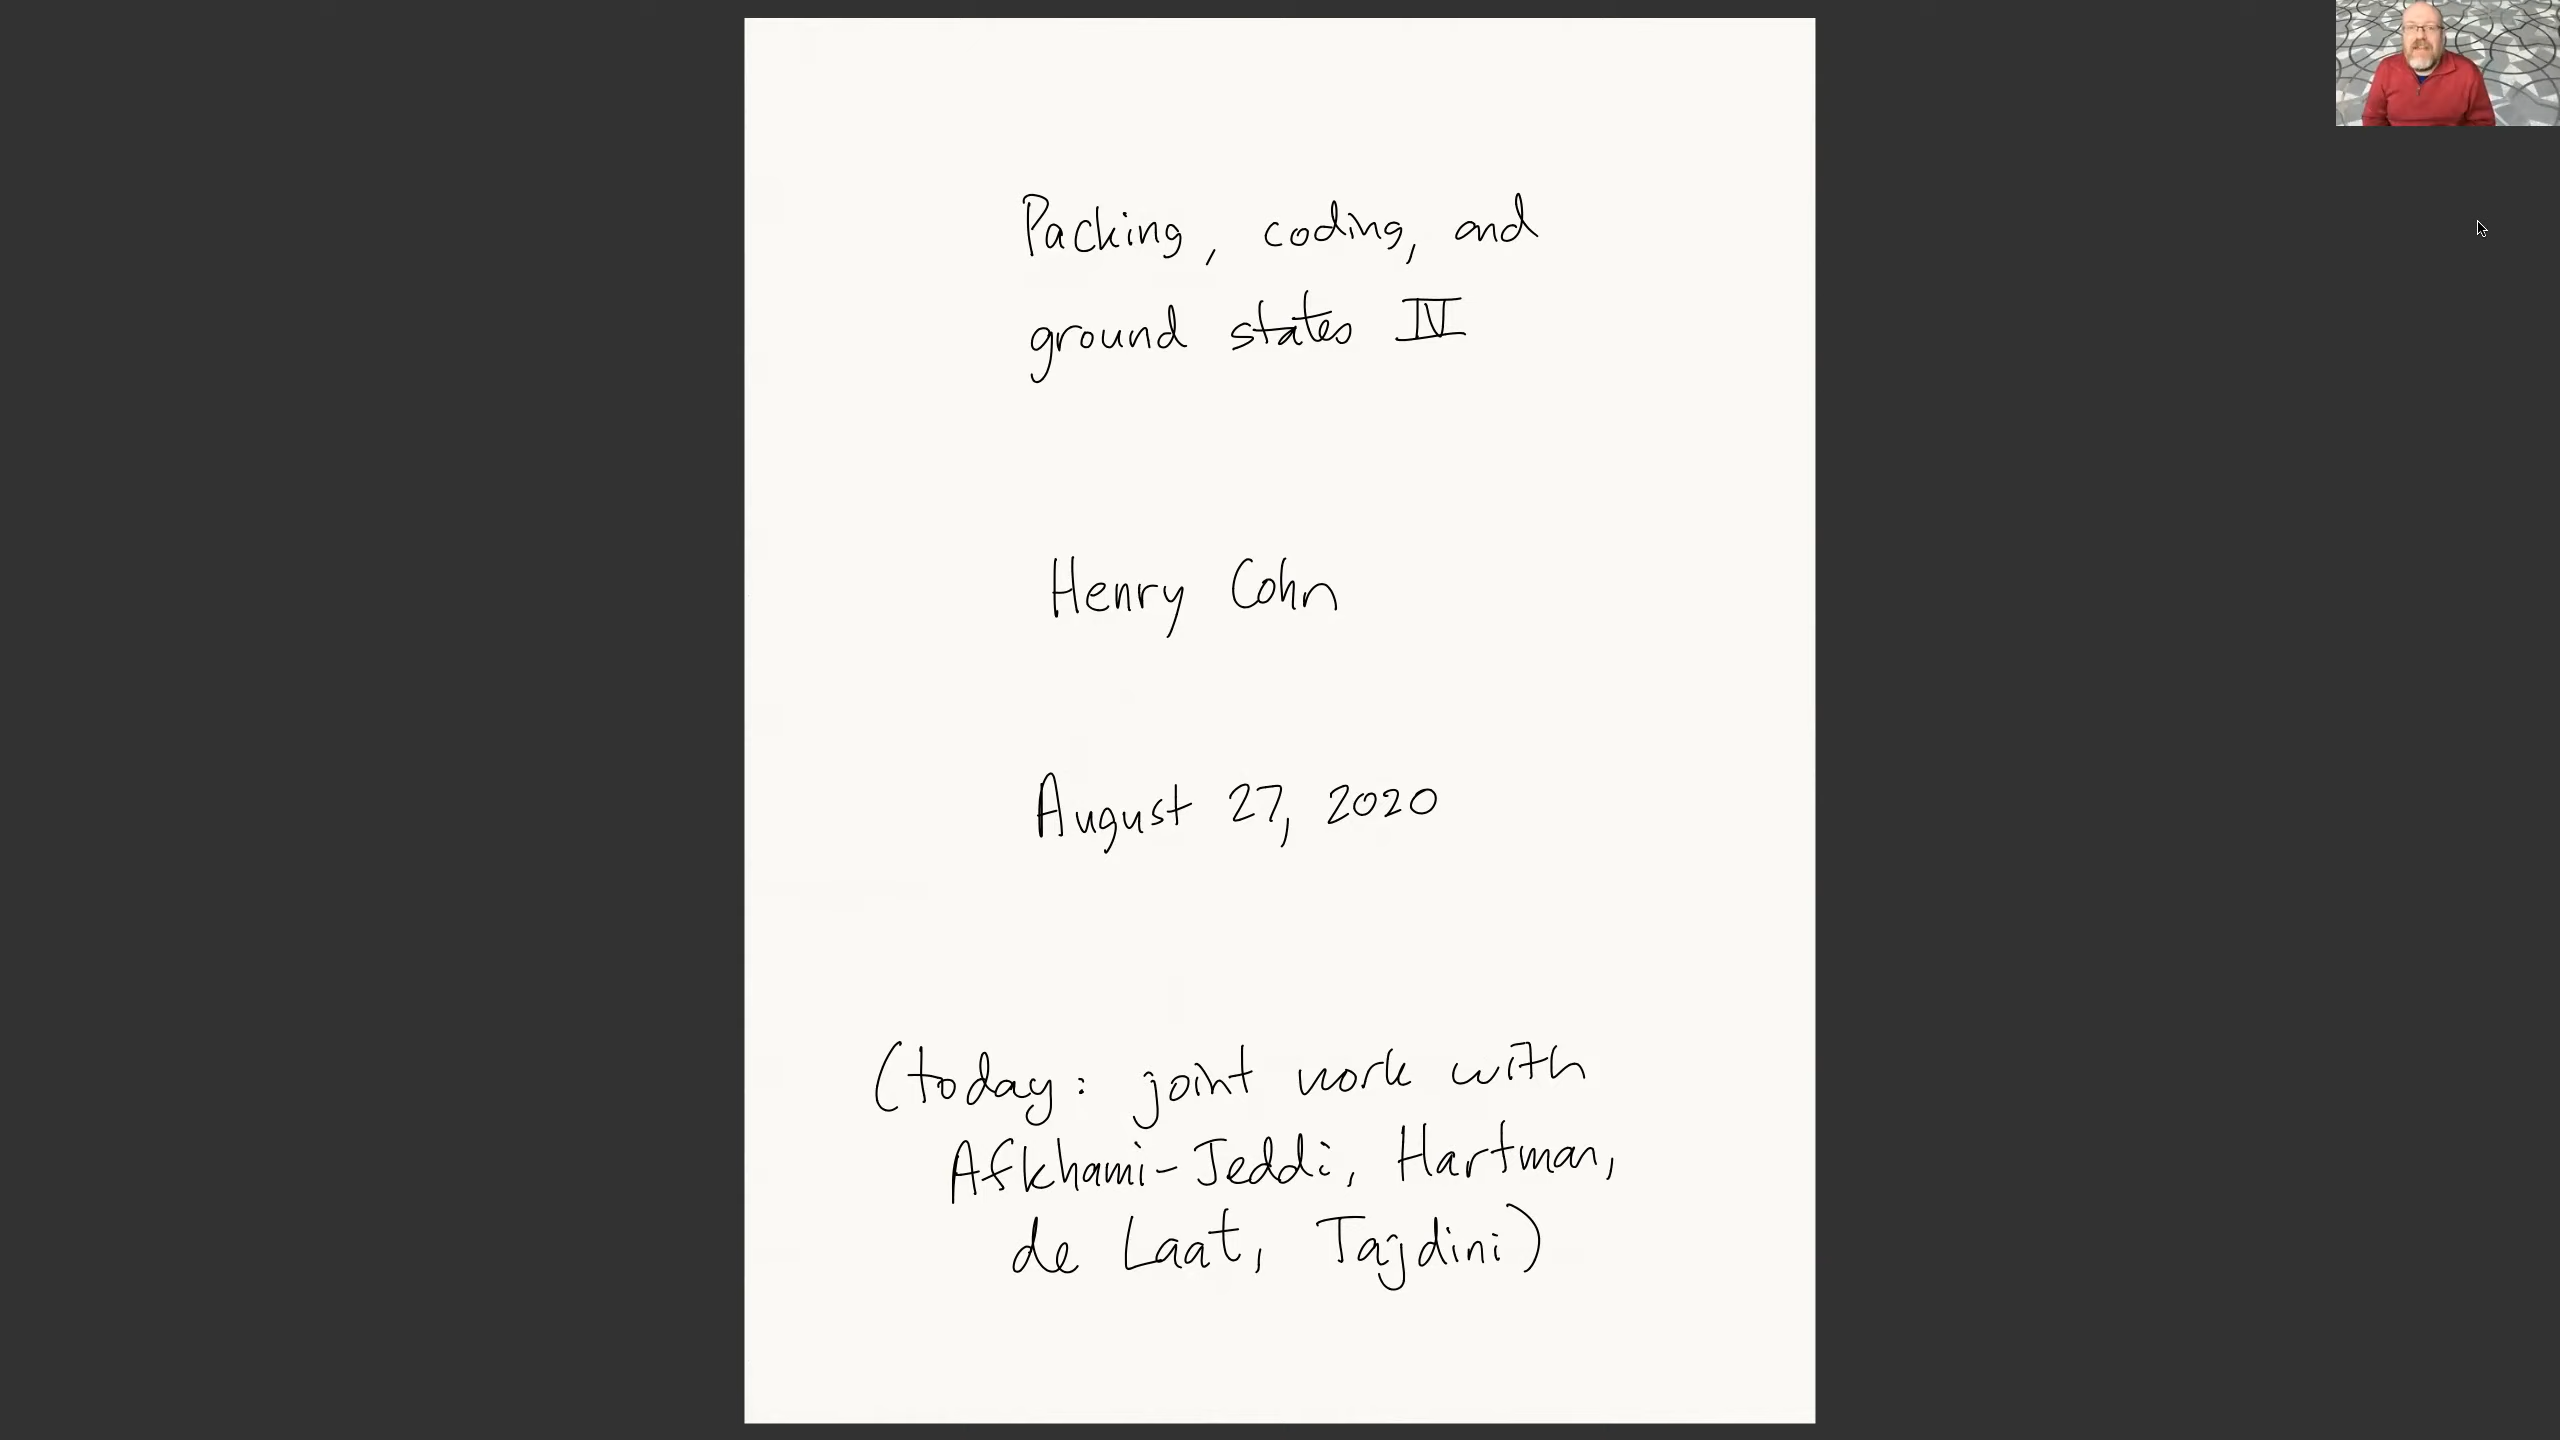 Packing, coding, and
ground states IV
Henry Cohn
August 27, 2020
(today: joint work with
Afkhami-Jeddi, Hartman,
de Laat, Tajdini)